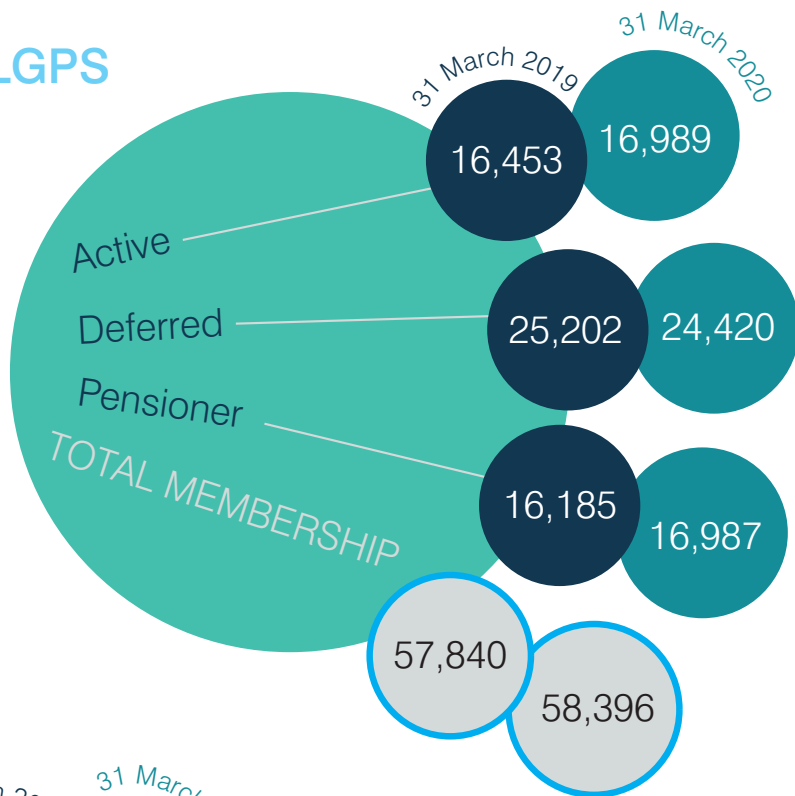 LGPS
31 March 2019
31 March 2020
16,453
16,989
Active
Deferred
25,202
24,420
Pensioner
16,185
16,987
TOTAL MEMBERSHIP
57,840
58,396
31 March